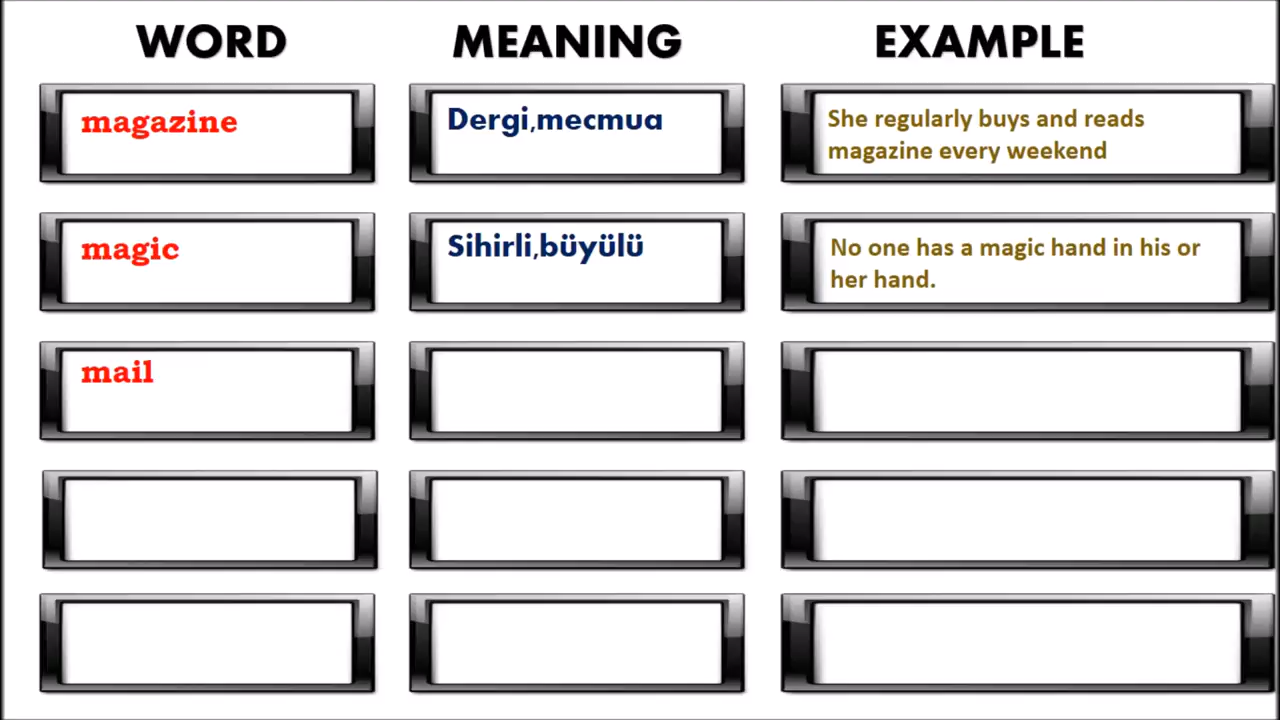 WORD MEANING EXAMPLE
magazine
Dergi,mecmua
She regularly buys and reads
magazine every weekend
magic
Sihirli,büyülü
No one has a magic hand in his or
her hand.
mail